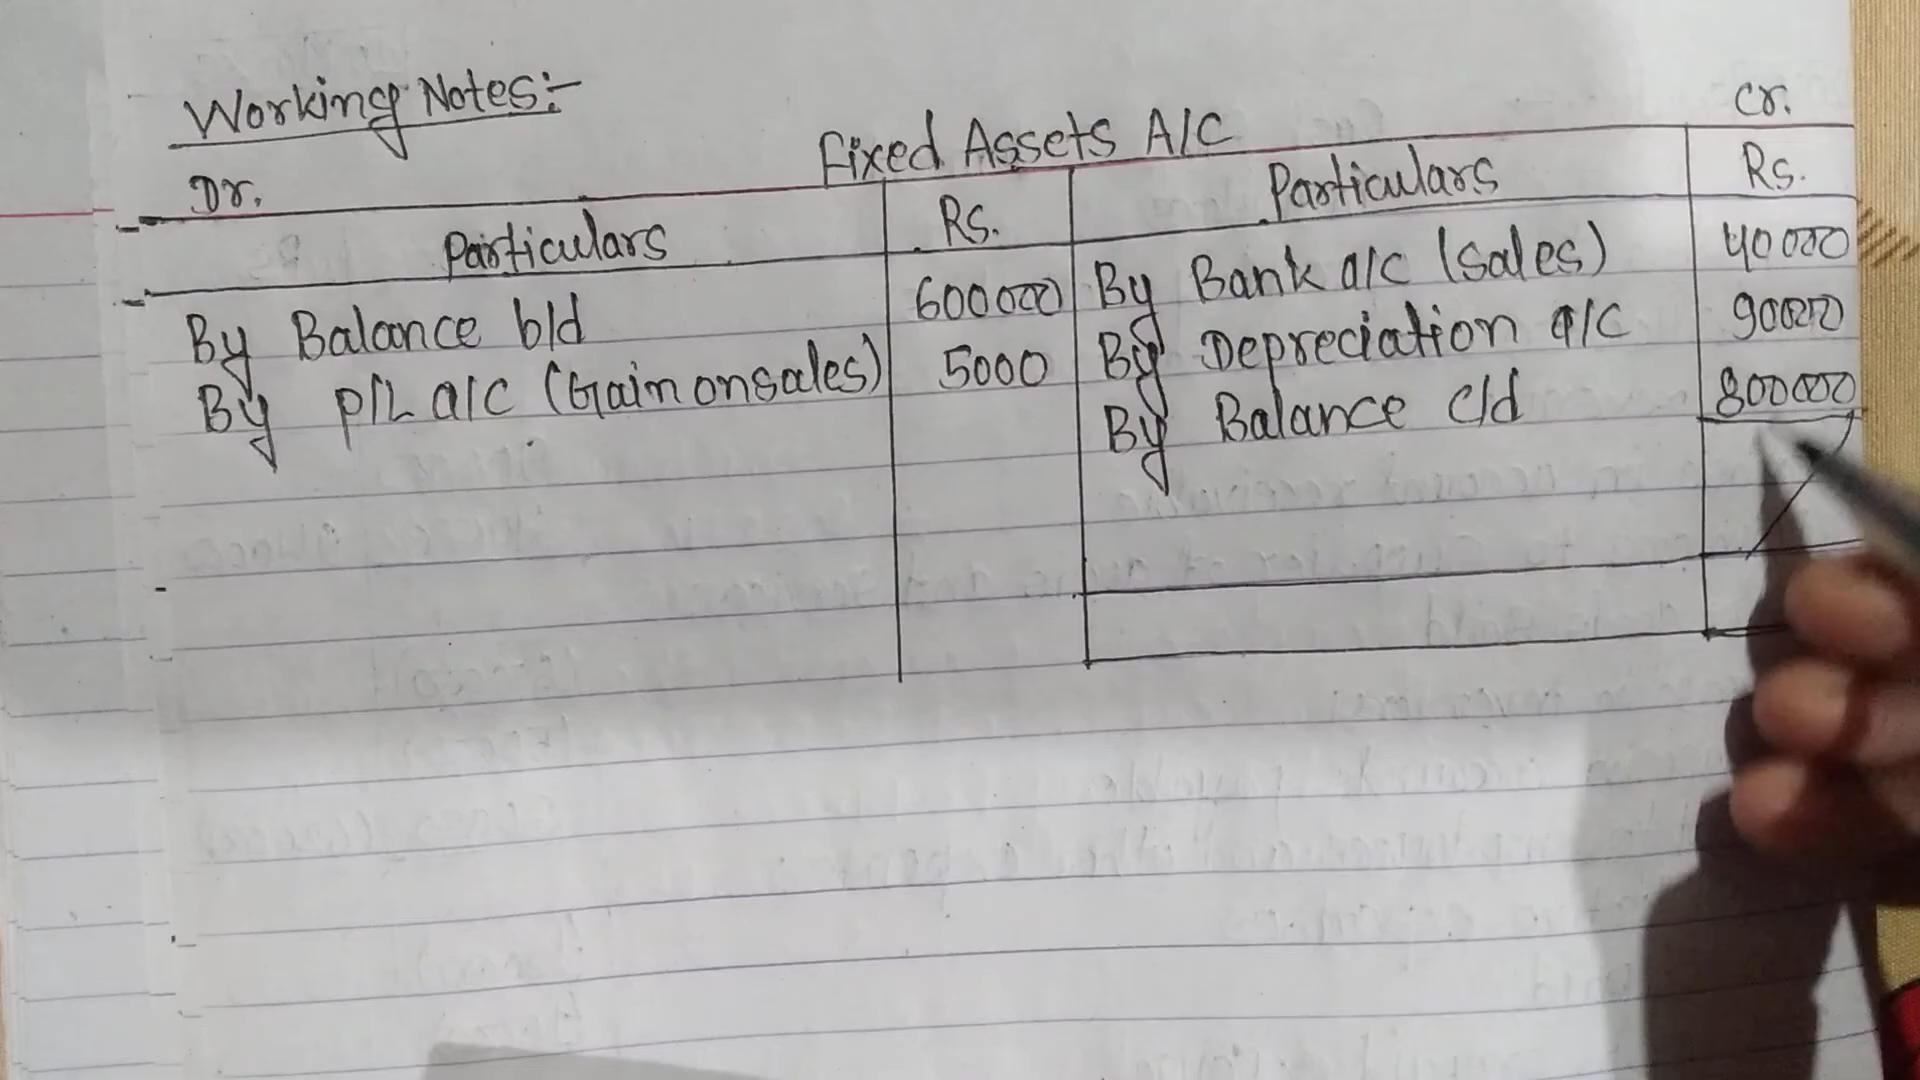 Working Notes:-
Fixed Assets A/C
Dr.
Cr.
Particulars Rs. Particulars Rs.
By Balance b/d 600000 By Bank a/c (sales) 40000
By P/L a/c (Gain on sales) 5000 By Depreciation a/c 90000
By Balance c/d 800000